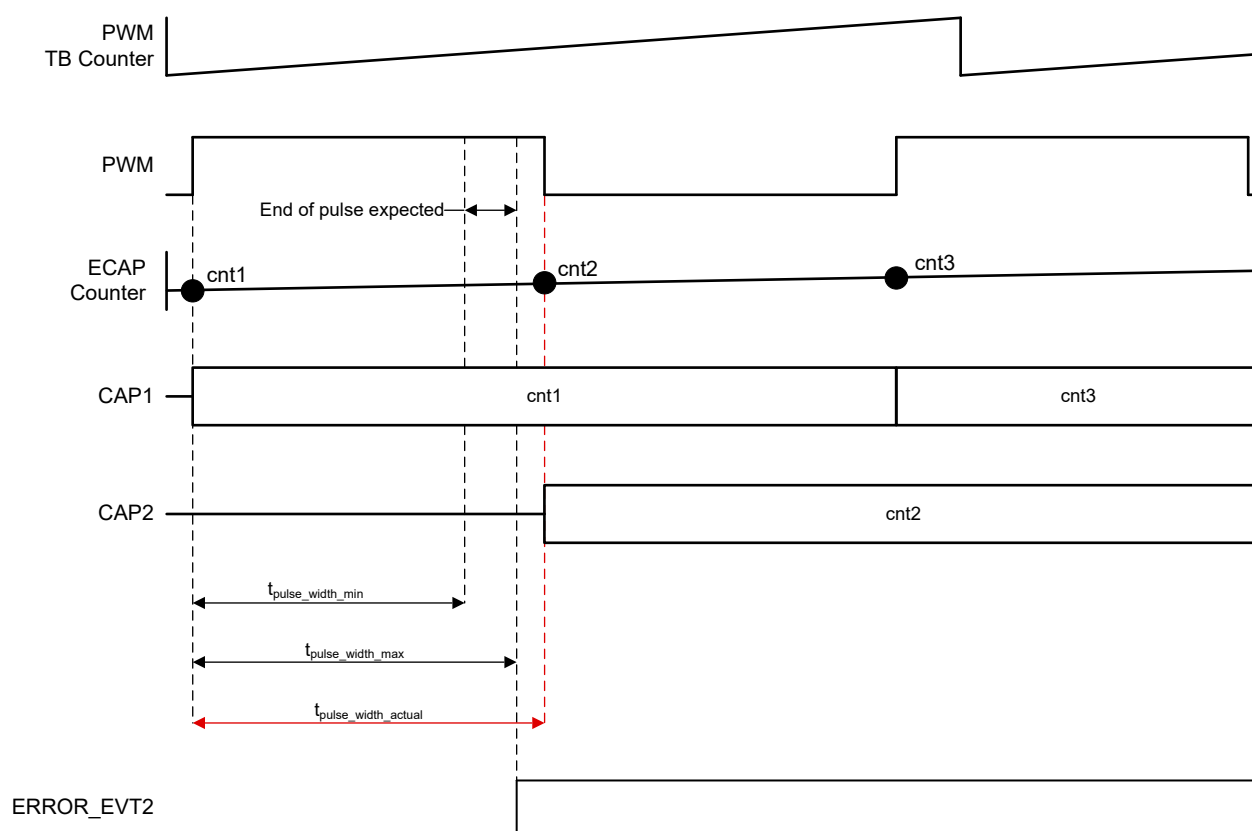 PWM
TB Counter
PWM
End of pulse expected
ECAP
Counter
cnt1
cnt2
cnt3
CAP1
cnt1
cnt3
CAP2
cnt2
tpulse_width_min
tpulse_width_max
tpulse_width_actual
ERROR_EVT2